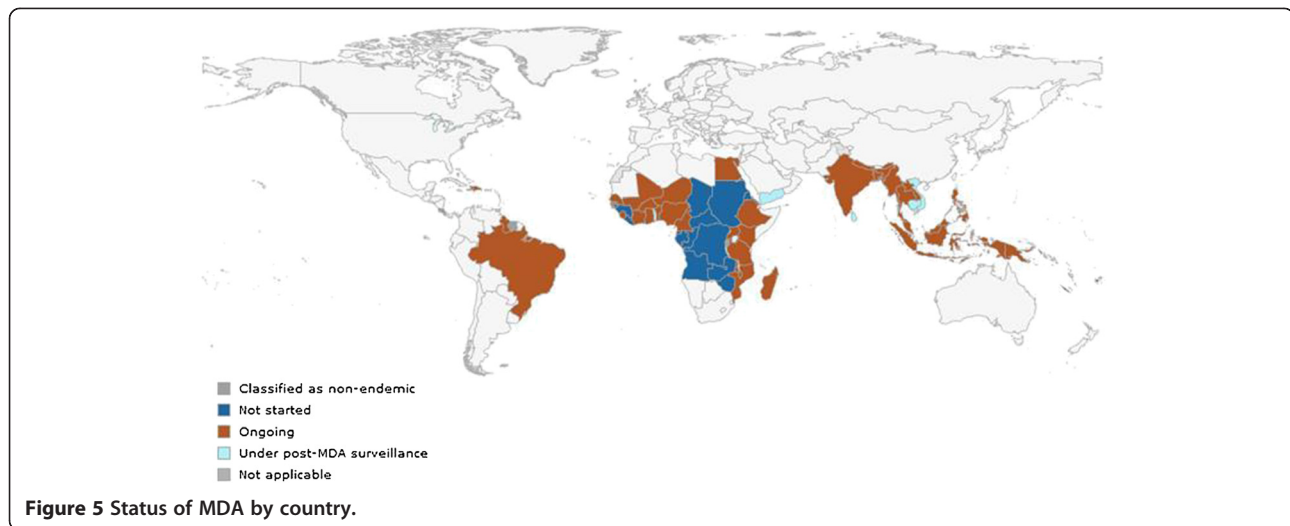 Classified as non-endemic
Not started
Ongoing
Under post-MDA surveillance
Not applicable
Figure 5 Status of MDA by country.